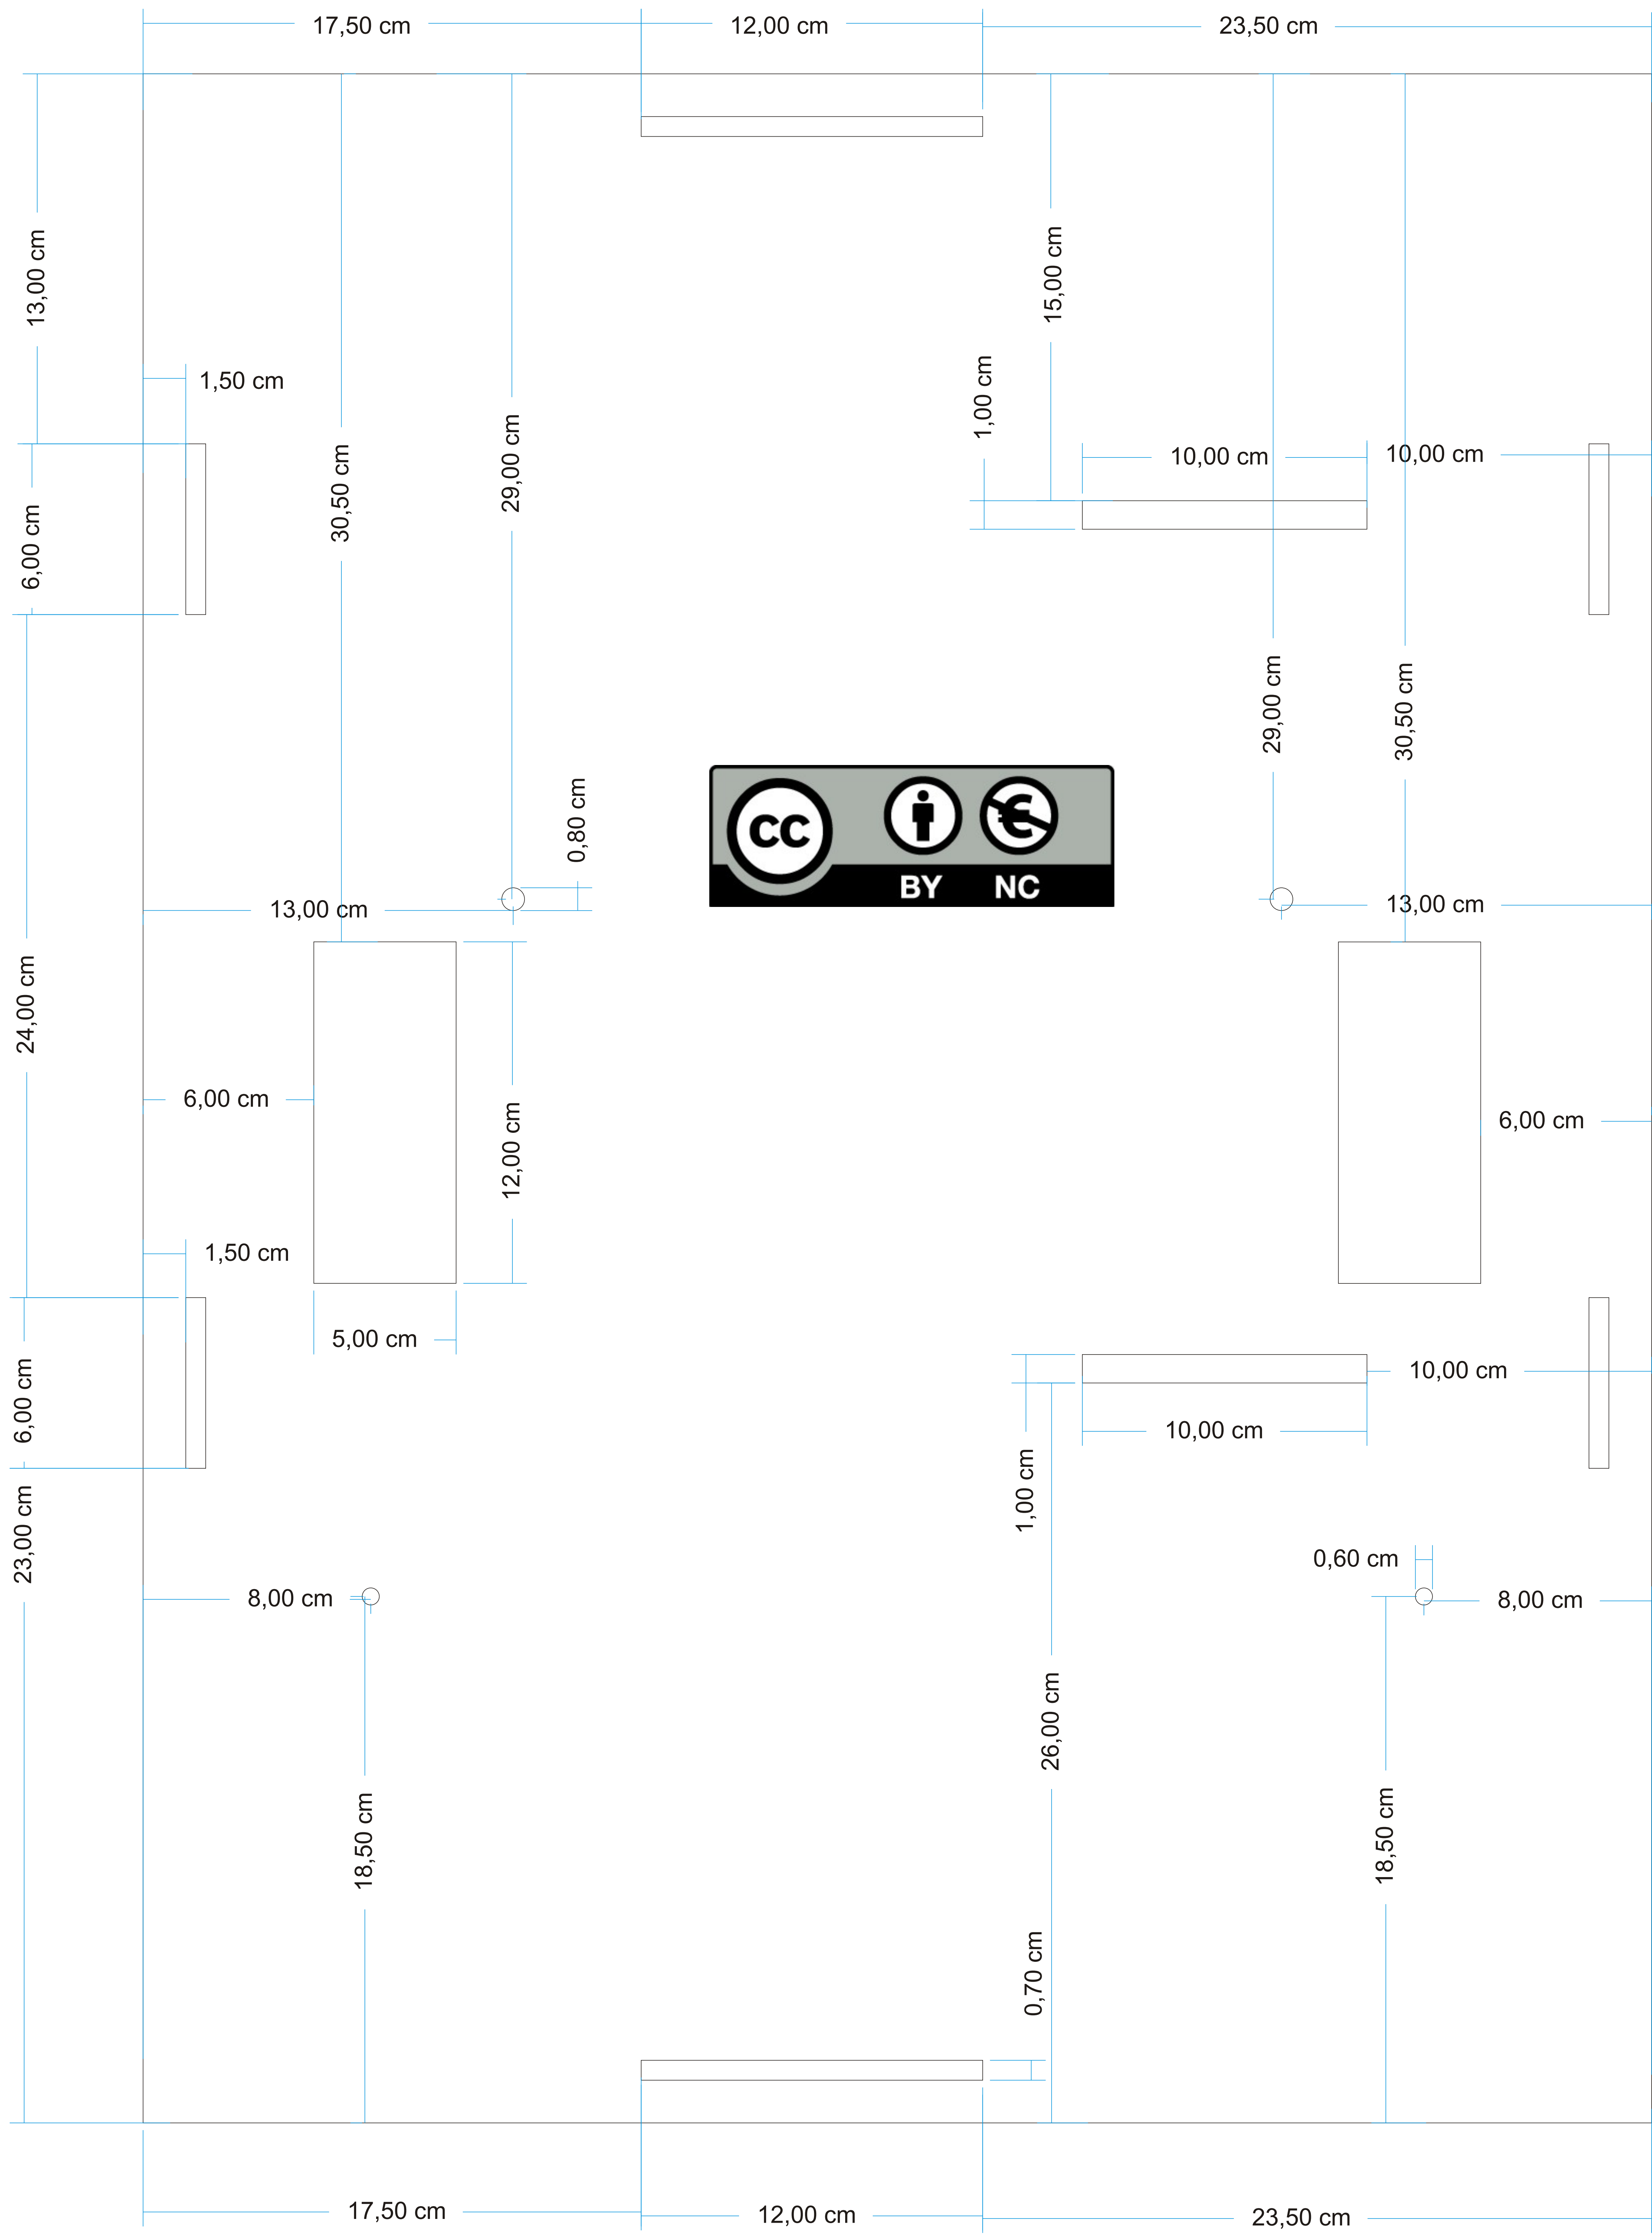 17,50 cm
12,00 cm
23,50 cm
13,00 cm
15,00 cm
1,50 cm
1,00 cm
30,50 cm
29,00 cm
10,00 cm
10,00 cm
6,00 cm
29,00 cm
30,50 cm
0,80 cm
CC
€
BY NC
13,00 cm
13,00 cm
24,00 cm
6,00 cm
12,00 cm
6,00 cm
1,50 cm
5,00 cm
6,00 cm
10,00 cm
10,00 cm
1,00 cm
23,00 cm
0,60 cm
8,00 cm
8,00 cm
26,00 cm
18,50 cm
18,50 cm
0,70 cm
17,50 cm
12,00 cm
23,50 cm